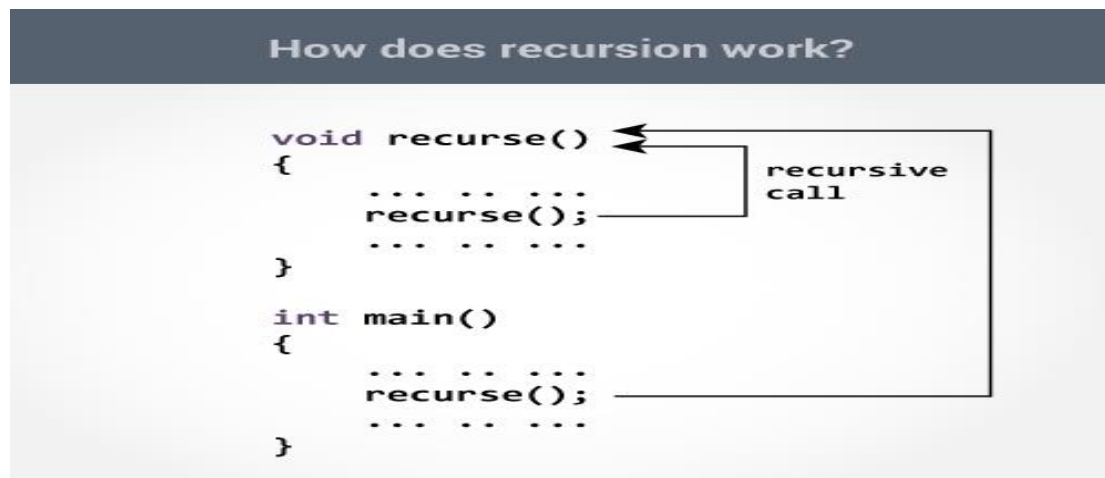 How does recursion work?
void recurse()
{
... .. ...
recurse();
... .. ...
}
recursive
call
int main()
{
... .. ...
recurse();
... .. ...
}